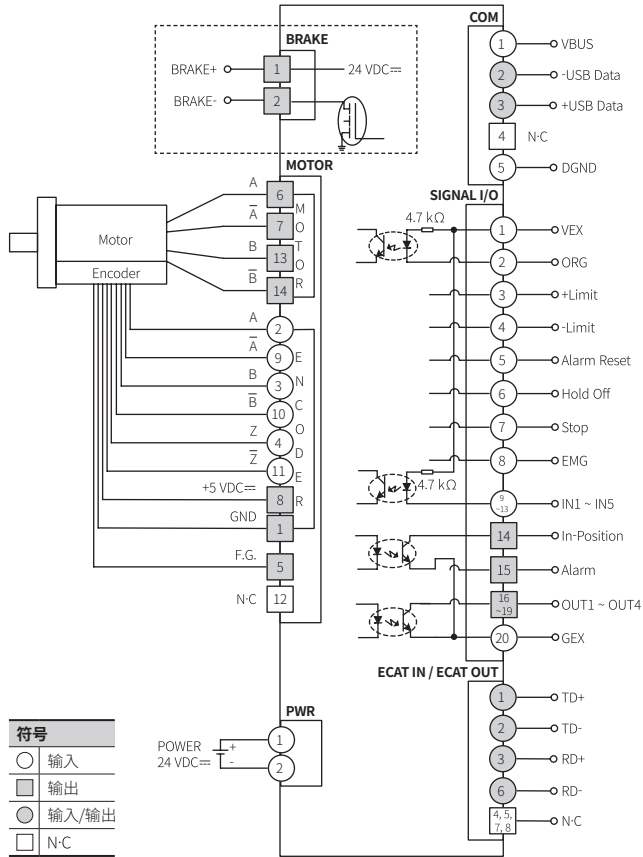 BRAKE
BRAKE+ 1 24 VDC⎓
BRAKE- 2
MOTOR
Motor
Encoder
A 6
A̅ 7
B 13
B̅ 14
M
O
T
O
R
A 2
A̅ 9
B 3
B̅ 10
Z 4
Z̅ 11
+5 VDC⎓ 8
GND 1
E
N
C
O
D
E
R
F.G. 5
N·C 12
PWR
POWER
24 VDC⎓
+
-
1
2
COM
1 VBUS
2 -USB Data
3 +USB Data
4 N·C
5 DGND
SIGNAL I/O
4.7 kΩ
1 VEX
2 ORG
3 +Limit
4 -Limit
5 Alarm Reset
6 Hold Off
7 Stop
8 EMG
4.7 kΩ
9
~13 IN1 ~ IN5
14 In-Position
15 Alarm
16
~19 OUT1 ~ OUT4
20 GEX
ECAT IN / ECAT OUT
1 TD+
2 TD-
3 RD+
6 RD-
4, 5,
7, 8 N·C
符号
输入
输出
输入/输出
N·C